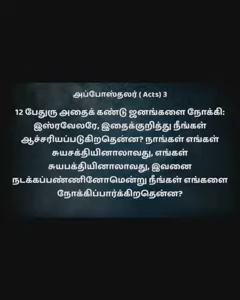 அப்போஸ்தலர் ( Acts) 3
12 பேதுரு அதைக் கண்டு ஜனங்களை நோக்கி:
இஸ்ரவேலரே, இதைக்குறித்து நீங்கள்
ஆச்சரியப்படுகிறதென்ன? நாங்கள் எங்கள்
சுயசக்தியினாலாவது, எங்கள்
சுயபக்தியினாலாவது, இவனை
நடக்கப்பண்ணினோமென்று நீங்கள் எங்களை
நோக்கிப்பார்க்கிறதென்ன?